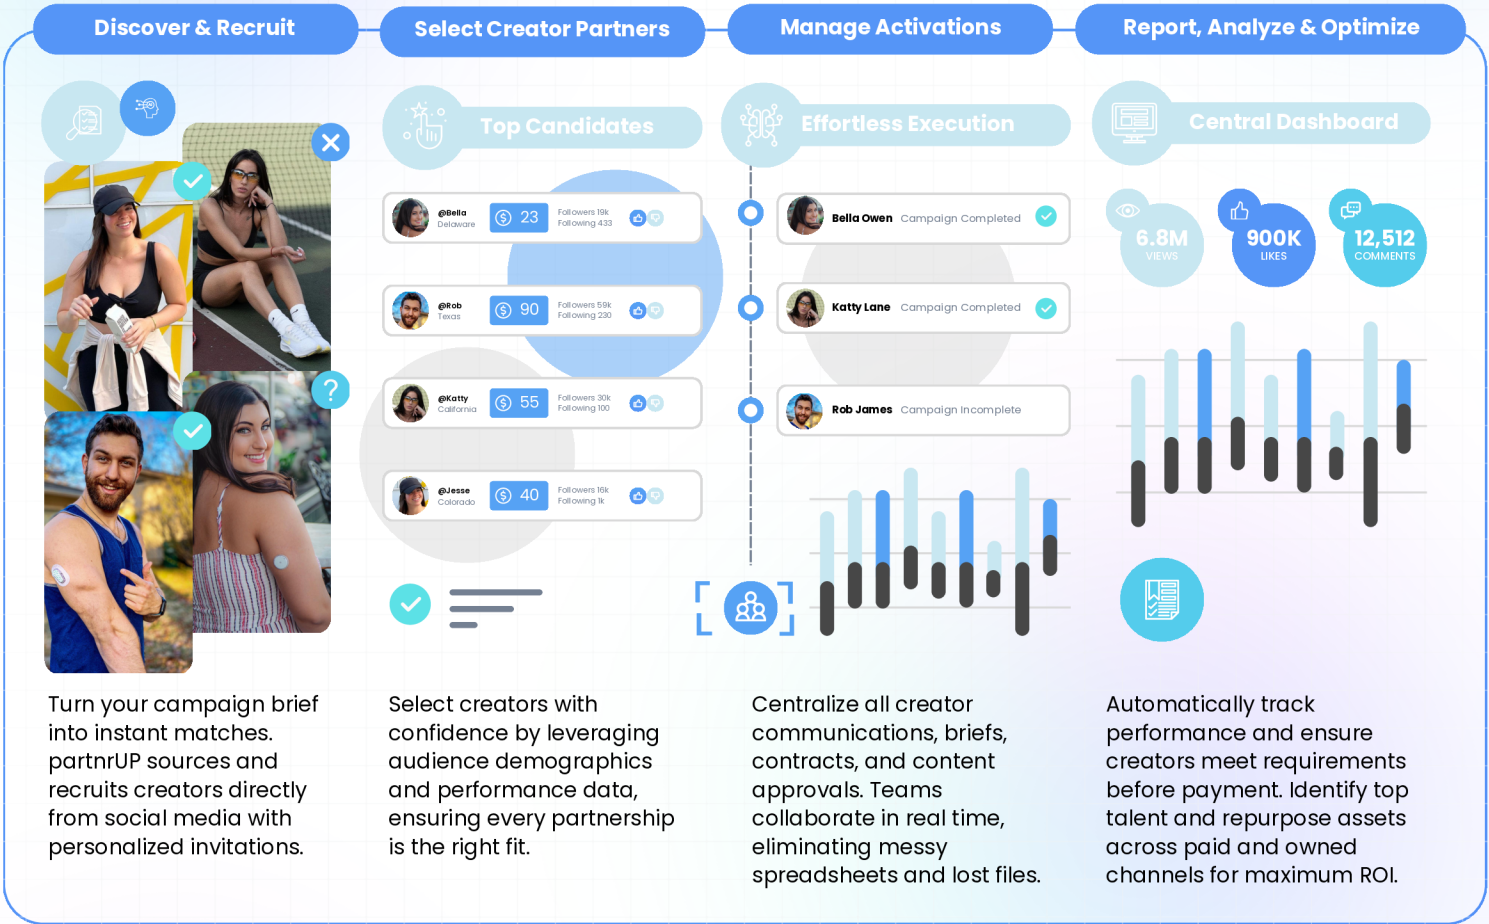 Discover & Recruit
Select Creator Partners
Manage Activations
Report, Analyze & Optimize
Top Candidates
@Bella
Delaware
$ 23
Followers 19k
Following 433
@Rob
Texas
$ 90
Followers 59k
Following 230
@Katty
California
$ 55
Followers 30k
Following 100
@Jesse
Colorado
$ 40
Followers 16k
Following 1k
Effortless Execution
Bella Owen Campaign Completed
Katty Lane Campaign Completed
Rob James Campaign Incomplete
Central Dashboard
6.8M
VIEWS
900K
LIKES
12,512
COMMENTS
?
Turn your campaign brief
into instant matches.
partnrUP sources and
recruits creators directly
from social media with
personalized invitations.
Select creators with
confidence by leveraging
audience demographics
and performance data,
ensuring every partnership
is the right fit.
Centralize all creator
communications, briefs,
contracts, and content
approvals. Teams
collaborate in real time,
eliminating messy
spreadsheets and lost files.
Automatically track
performance and ensure
creators meet requirements
before payment. Identify top
talent and repurpose assets
across paid and owned
channels for maximum ROI.